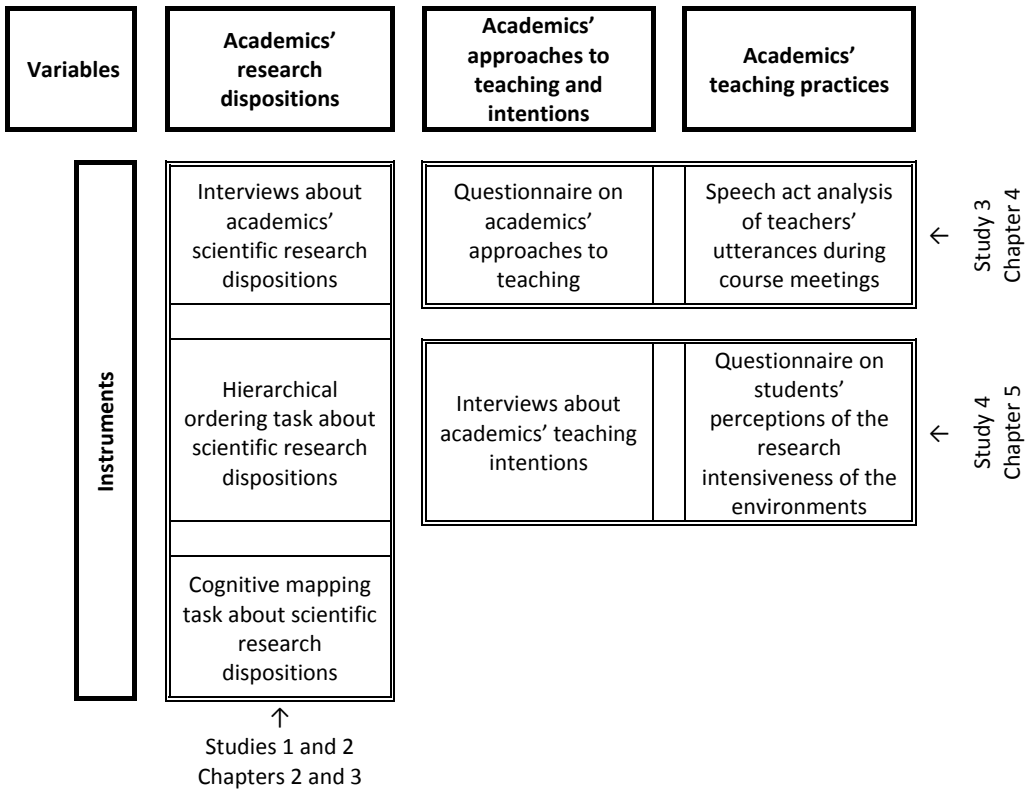 Variables
Academics’
research
dispositions
Academics’
approaches to
teaching and
intentions
Academics’
teaching practices
Instruments
Interviews about
academics’
scientific research
dispositions
Questionnaire on
academics’
approaches to
teaching
Speech act analysis
of teachers’
utterances during
course meetings
←
Study 3
Chapter 4
Hierarchical
ordering task about
scientific research
dispositions
Interviews about
academics’ teaching
intentions
Questionnaire on
students’
perceptions of the
research
intensiveness of the
environments
←
Study 4
Chapter 5
Cognitive mapping
task about scientific
research
dispositions
↑
Studies 1 and 2
Chapters 2 and 3